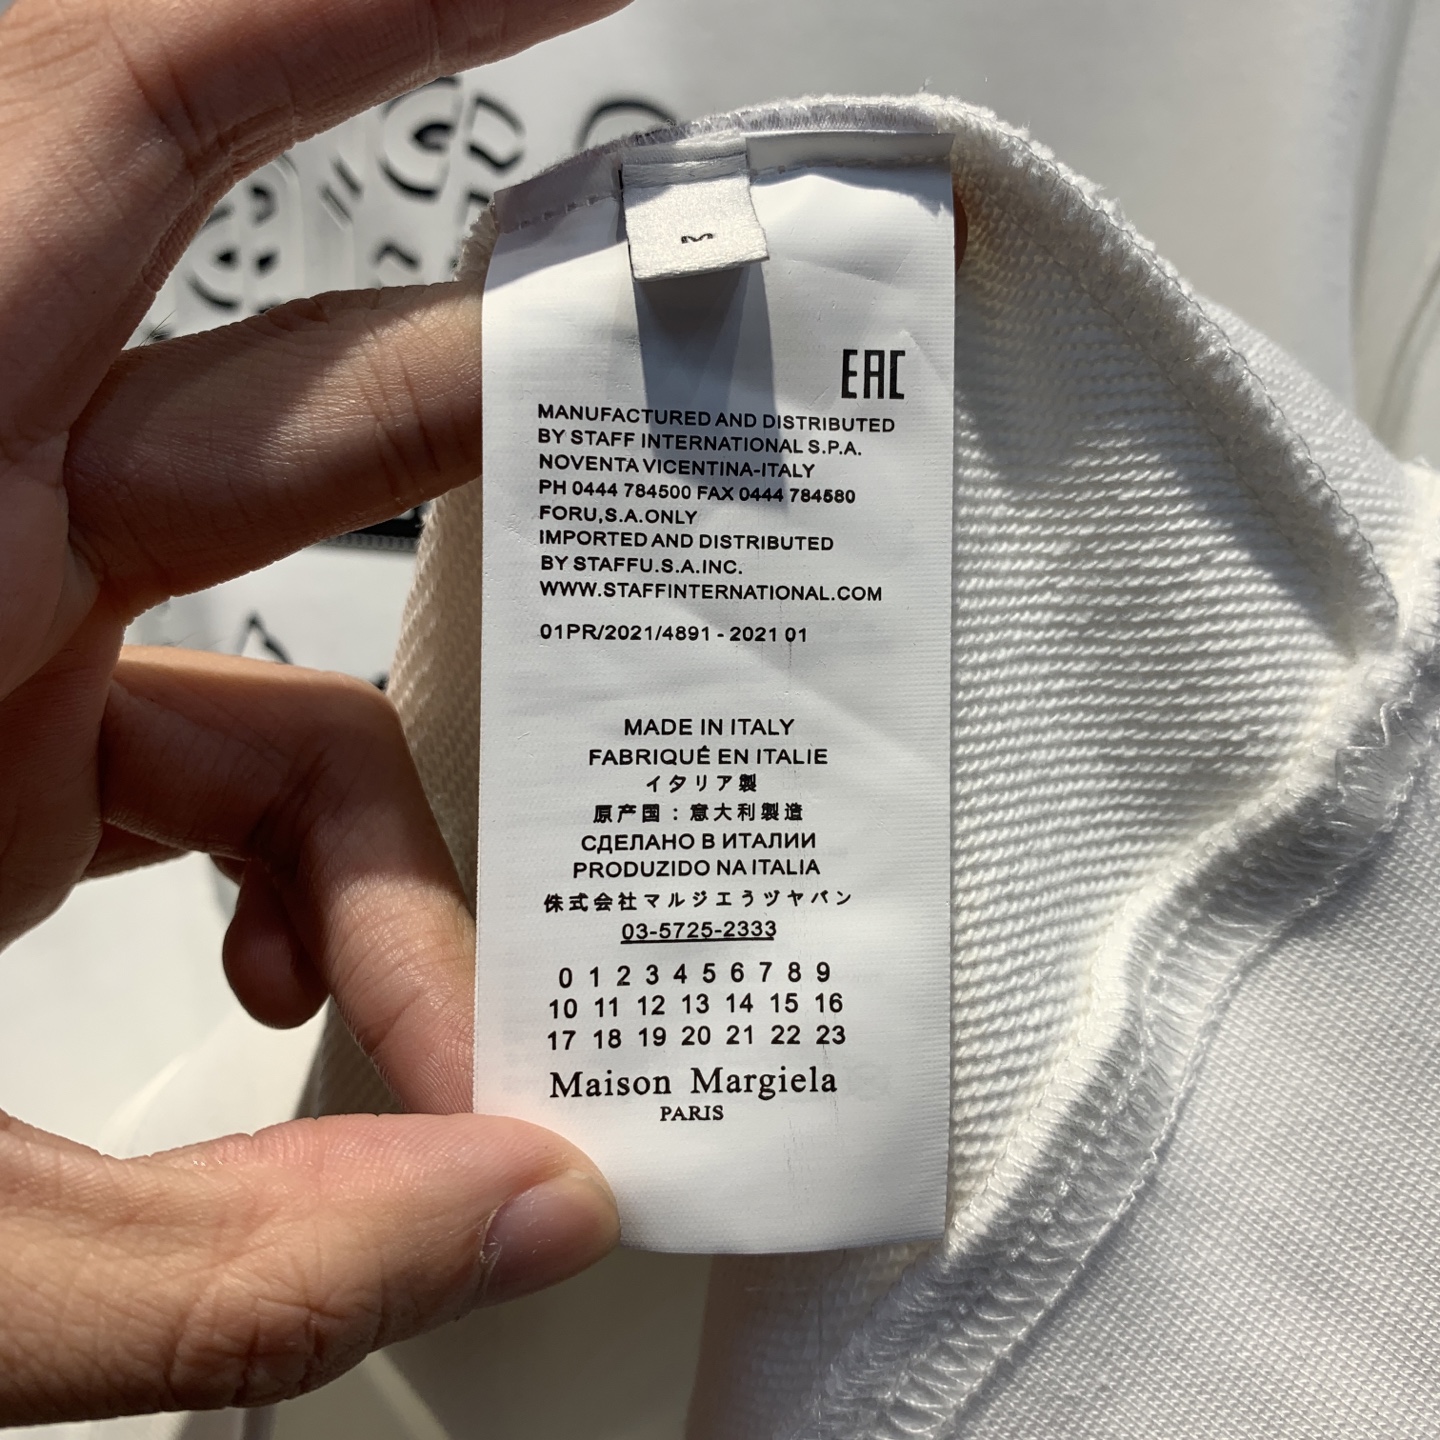 M
EAC
MANUFACTURED AND DISTRIBUTED
BY STAFF INTERNATIONAL S.P.A.
NOVENTA VICENTINA-ITALY
PH 0444 784500 FAX 0444 784580
FORU,S.A.ONLY
IMPORTED AND DISTRIBUTED
BY STAFFU.S.A.INC.
WWW.STAFFINTERNATIONAL.COM
01PR/2021/4891 - 2021 01
MADE IN ITALY
FABRIQUÉ EN ITALIE
イタリア製
原产国：意大利製造
СДЕЛАНО В ИТАЛИИ
PRODUZIDO NA ITALIA
侏式会社マルジエうヅヤパン
03-5725-2333
0 1 2 3 4 5 6 7 8 9
10 11 12 13 14 15 16
17 18 19 20 21 22 23
Maison Margiela
PARIS